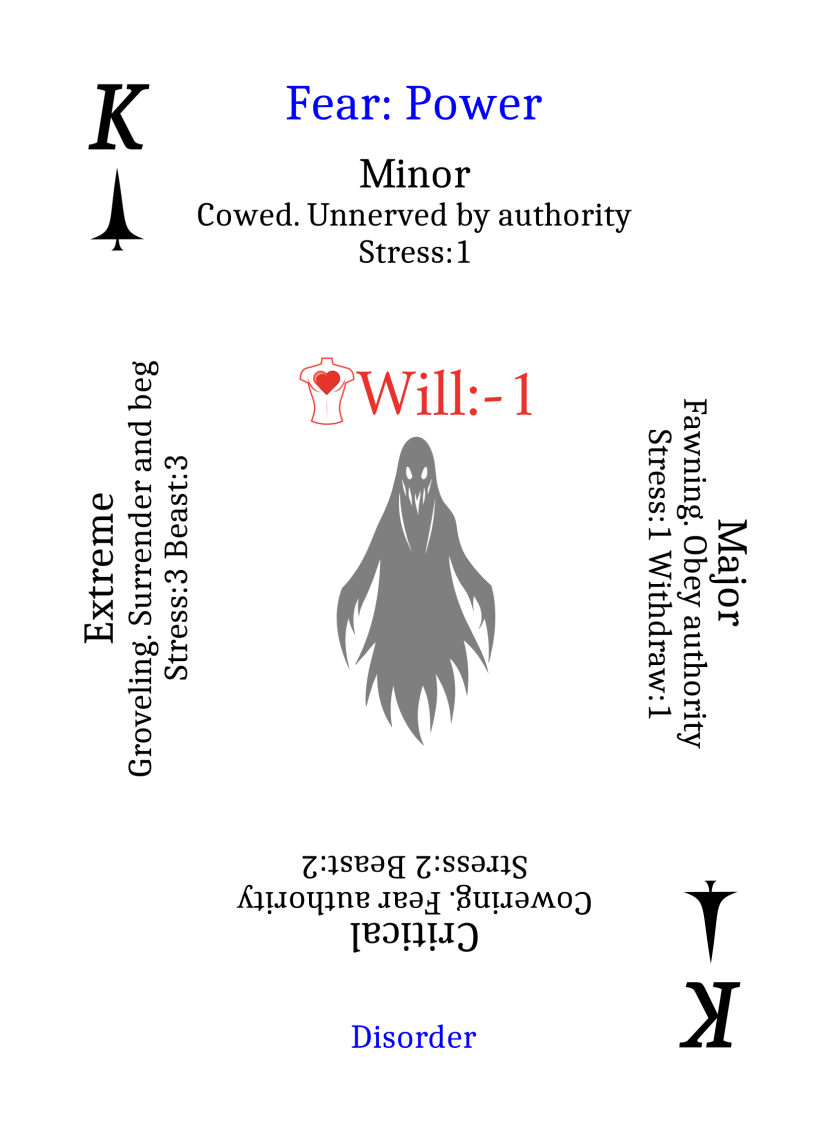 K
Fear: Power
Minor
Cowed. Unnerved by authority
Stress:1
Will:-1
Major
Fawning. Obey authority
Stress:1 Withdraw:1
Critical
Cowering. Fear authority
Stress:2 Beast:2
Extreme
Groveling. Surrender and beg
Stress:3 Beast:3
Disorder
K